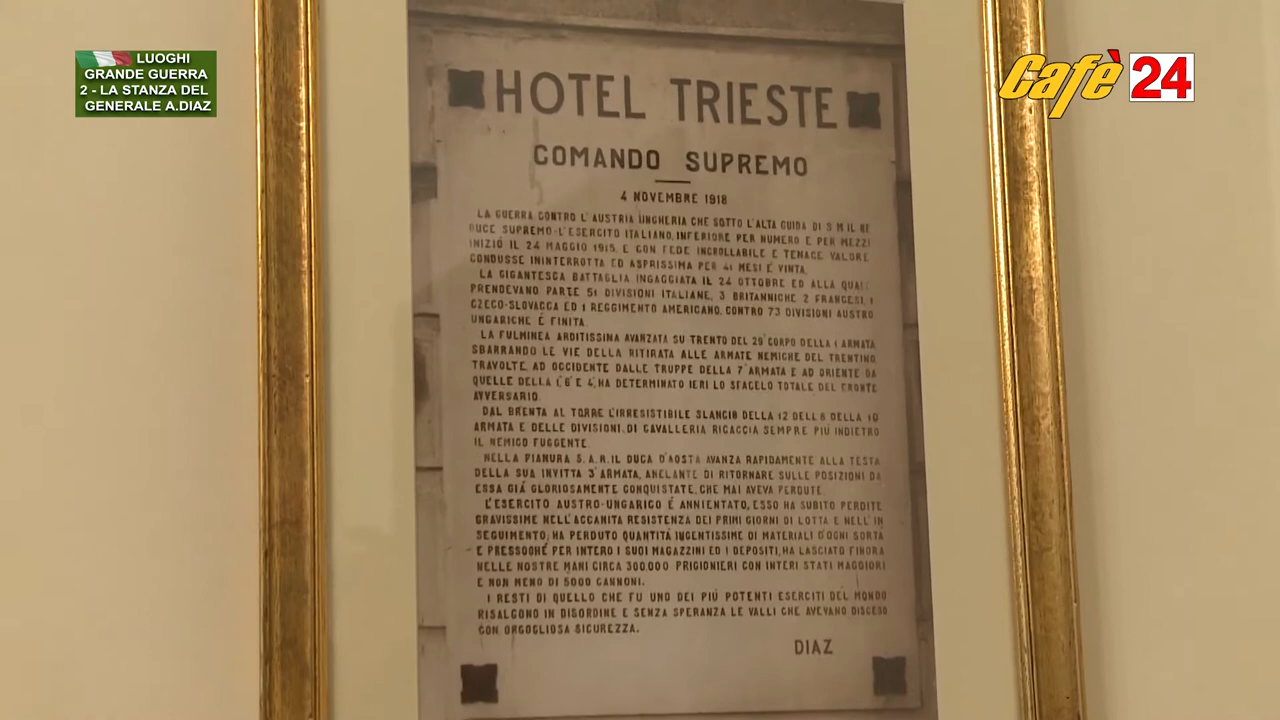 LUOGHI
GRANDE GUERRA
2 - LA STANZA DEL
GENERALE A.DIAZ
Cafè 24
HOTEL TRIESTE
COMANDO SUPREMO
4 NOVEMBRE 1918
LA GUERRA CONTRO L'AUSTRIA UNGHERIA CHE SOTTO L'ALTA GUIDA DI S M IL RE
DUCE SUPREMO-L'ESERCITO ITALIANO, INFERIORE PER NUMERO E PER MEZZI
INIZIÒ IL 24 MAGGIO 1915, E CON FEDE INCROLLABILE E TENACE VALORE
CONDUSSE ININTERROTTA ED ASPRISSIMA PER 41 MESI É VINTA.
LA GIGANTESCA BATTAGLIA INGAGGIATA IL 24 OTTOBRE ED ALLA QUALE
PRENDEVANO PARTE 51 DIVISIONI ITALIANE, 3 BRITANNICHE 2 FRANCESI, 1
CZECO-SLOVACCA ED 1 REGGIMENTO AMERICANO, CONTRO 73 DIVISIONI AUSTRO
UNGARICHE É FINITA.
LA FULMINEA ARDITISSIMA AVANZATA SU TRENTO DEL 29° CORPO DELLA 1 ARMATA
SBARRANDO LE VIE DELLA RITIRATA ALLE ARMATE NEMICHE DEL TRENTINO,
TRAVOLTE, AD OCCIDENTE DALLE TRUPPE DELLA 7ª ARMATA E AD ORIENTE DA
QUELLE DELLA 1, 6ª E 4, HA DETERMINATO IERI LO SFACELO TOTALE DEL FRONTE
AVVERSARIO.
DAL BRENTA AL TORRE L'IRRESISTIBILE SLANCIO DELLA 12 DELL 8 DELLA 10
ARMATA E DELLE DIVISIONI, DI CAVALLERIA RICACCIA SEMPRE PIÚ INDIETRO
IL NEMICO FUGGENTE.
NELLA PIANURA S.A.R. IL DUCA D'AOSTA AVANZA RAPIDAMENTE ALLA TESTA
DELLA SUA INVITTA 3ª ARMATA, ANELANTE DI RITORNARE SULLE POSIZIONI DA
ESSA GIÁ GLORIOSAMENTE CONQUISTATE, CHE MAI AVEVA PERDUTE.
L'ESERCITO AUSTRO-UNGARICO É ANNIENTATO, ESSO HA SUBITO PERDITE
GRAVISSIME NELL'ACCANITA RESISTENZA DEI PRIMI GIORNI DI LOTTA E NELL'IN
SEGUIMENTO; HA PERDUTO QUANTITÁ INGENTISSIME DI MATERIALI D'OGNI SORTA
E PRESSOCHÉ PER INTERO I SUOI MAGAZZINI ED I DEPOSITI, HA LASCIATO FINORA
NELLE NOSTRE MANI CIRCA 300.000 PRIGIONIERI CON INTERI STATI MAGGIORI
E NON MENO DI 5000 CANNONI.
I RESTI DI QUELLO CHE FU UNO DEI PIÚ POTENTI ESERCITI DEL MONDO
RISALGONO IN DISORDINE E SENZA SPERANZA LE VALLI CHE AVEVANO DISCESO
CON ORGOGLIOSA SICUREZZA.
DIAZ